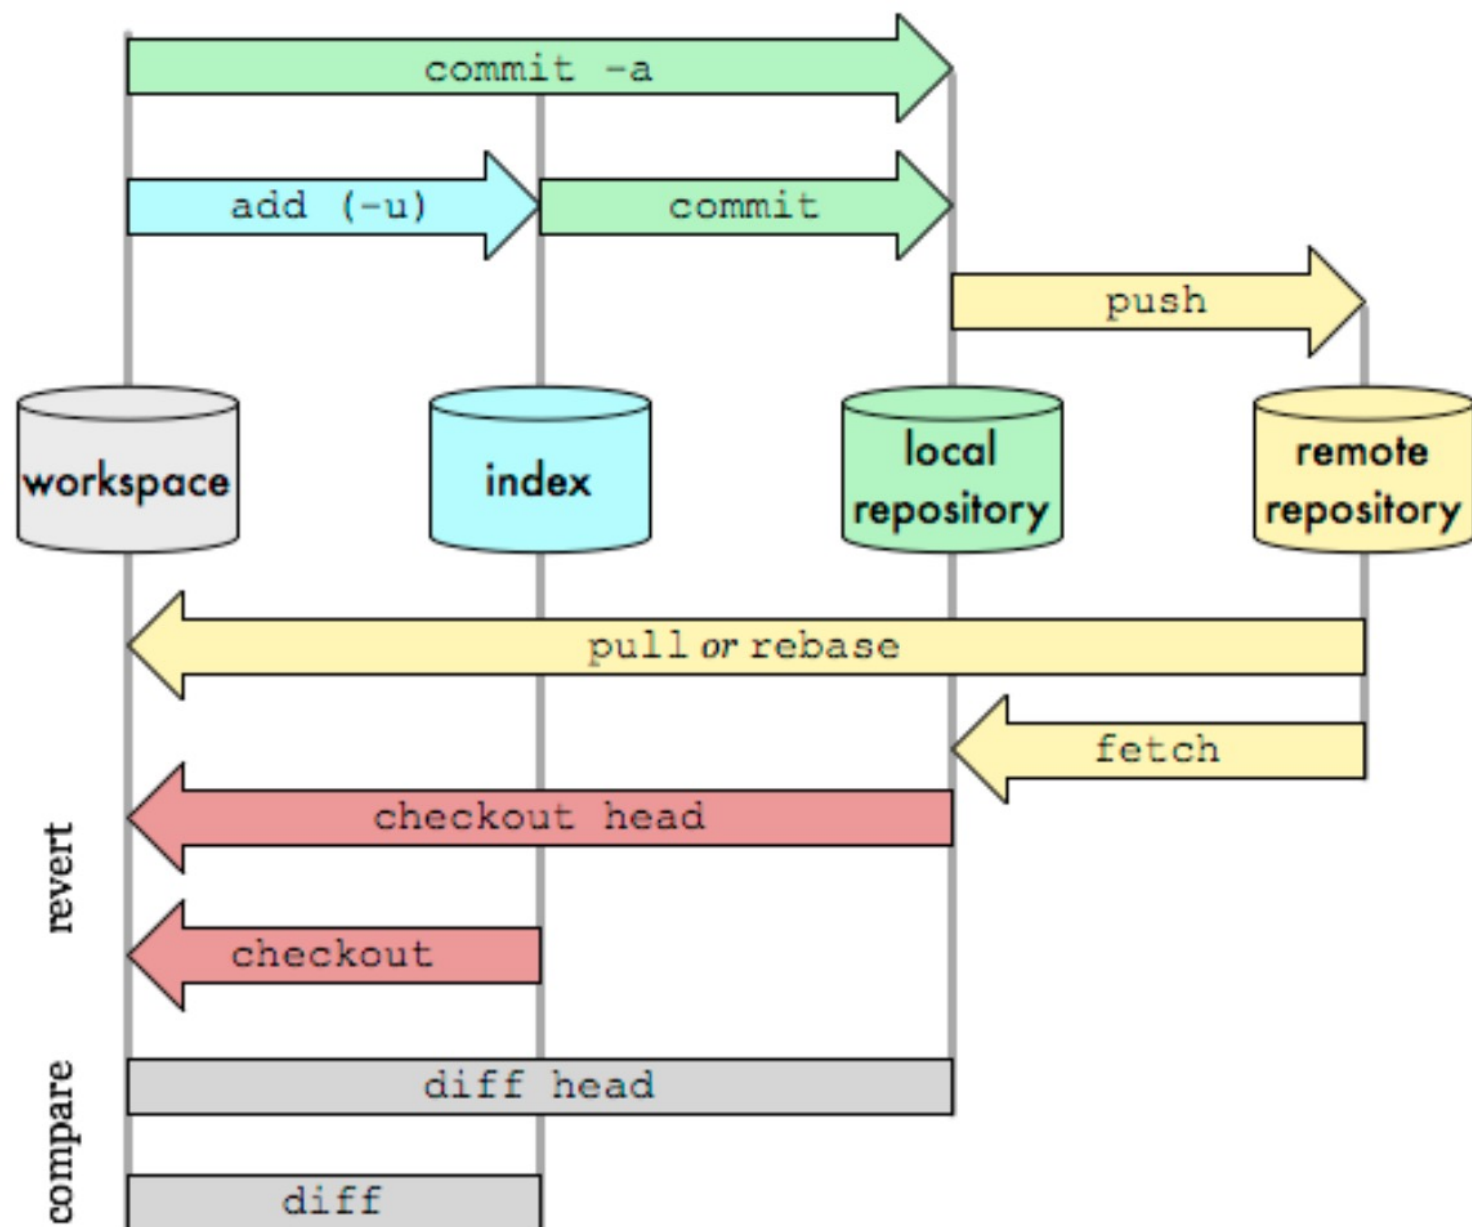 commit -a
add (-u)
commit
push
workspace
index
local
repository
remote
repository
pull or rebase
fetch
revert
checkout head
checkout
compare
diff head
diff